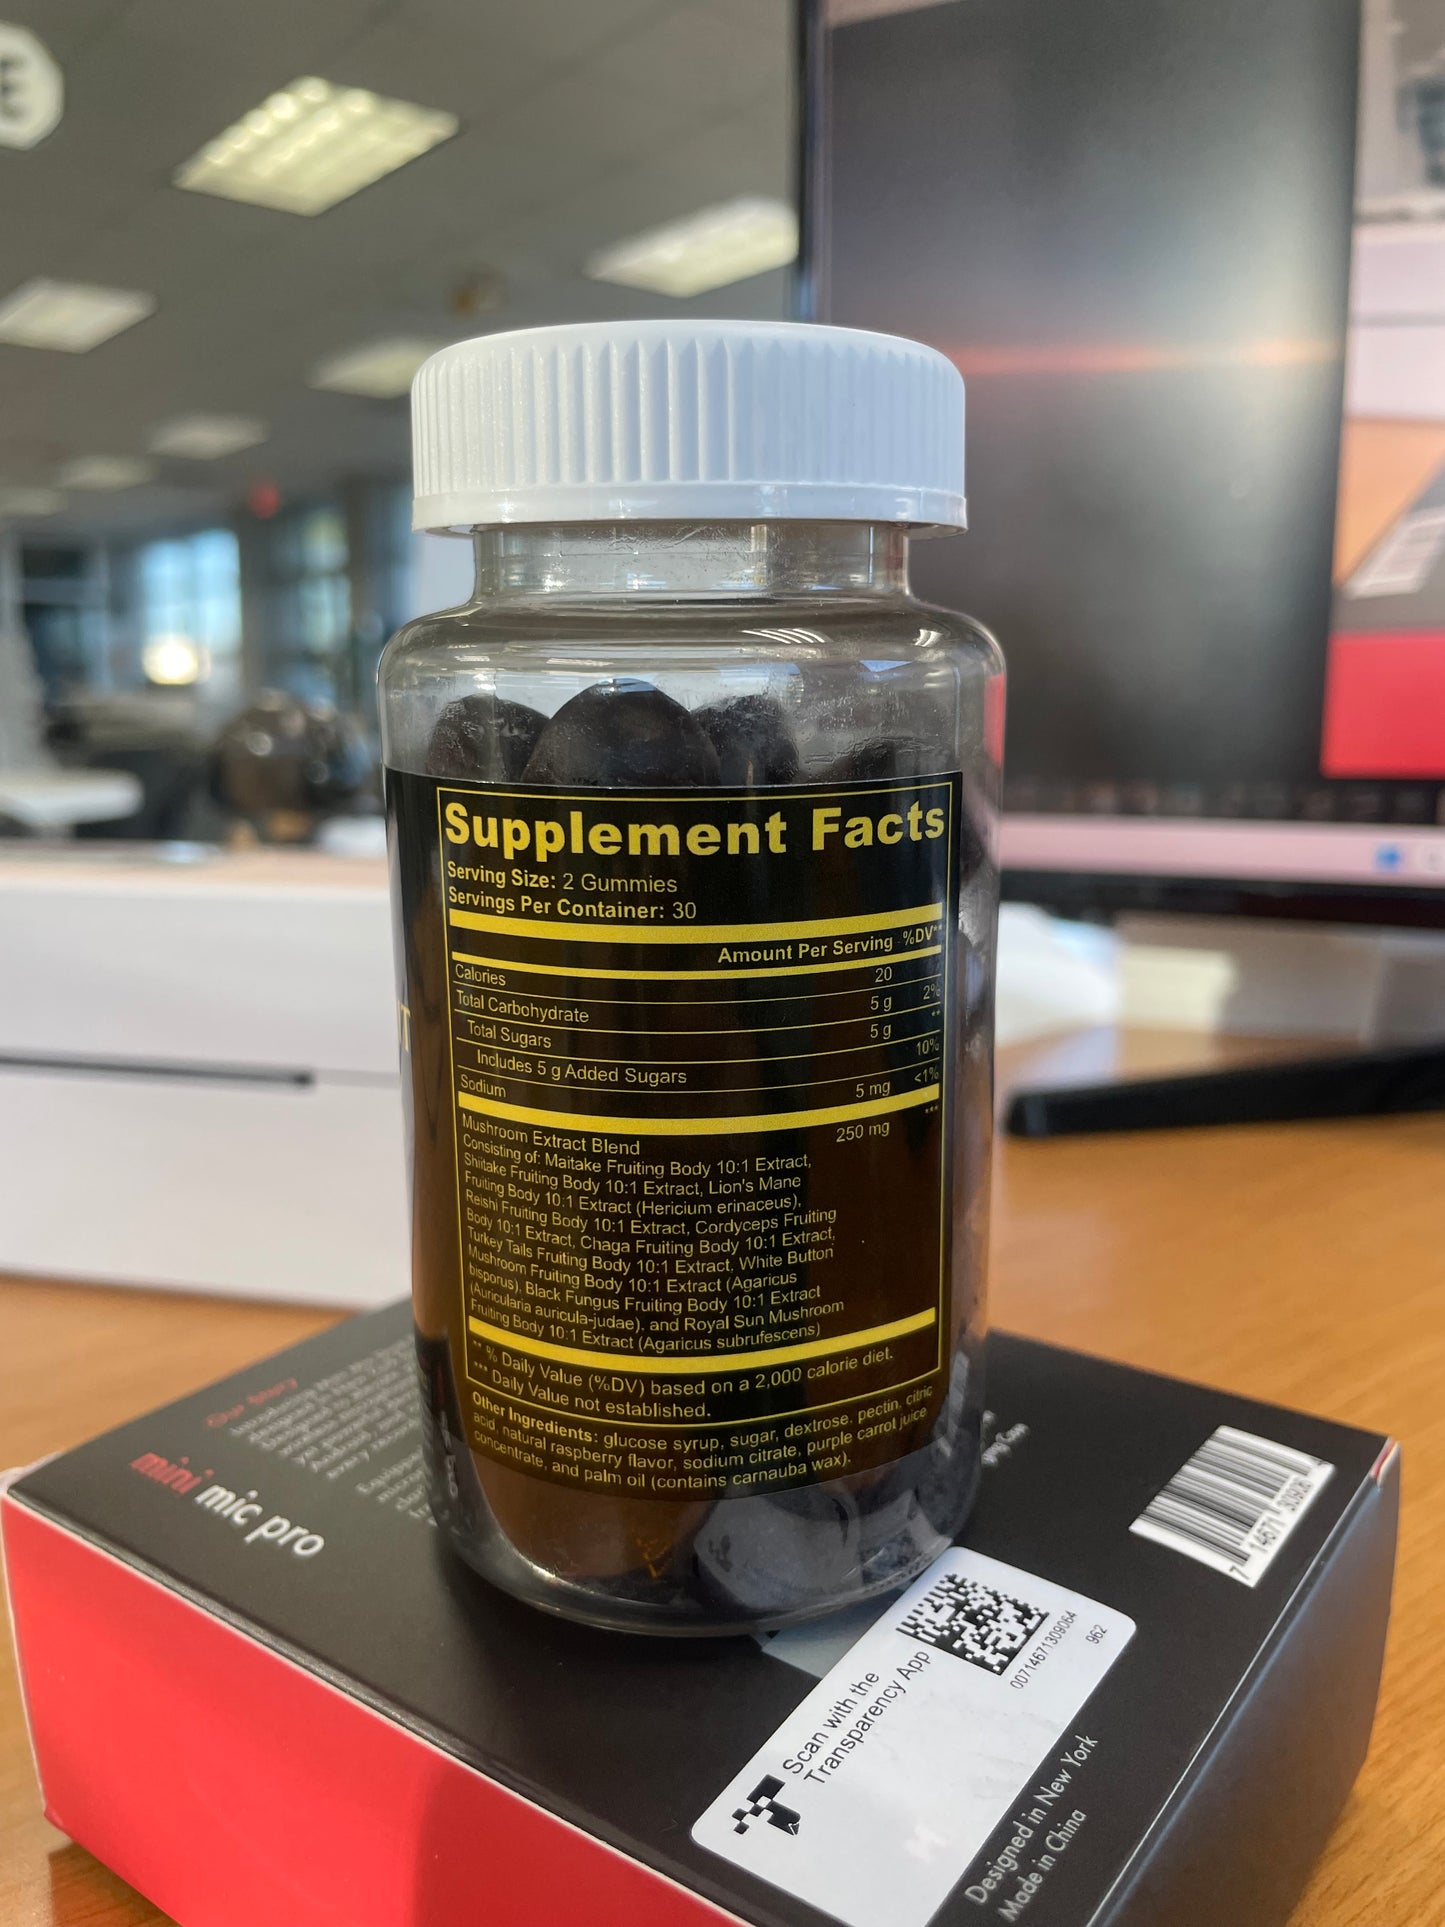 Supplement Facts
Serving Size: 2 Gummies
Servings Per Container: 30
Amount Per Serving %DV**
Calories 20
Total Carbohydrate 5 g 2%
Total Sugars 5 g **
Includes 5 g Added Sugars 10%
Sodium 5 mg <1%
Mushroom Extract Blend 250 mg ***
Consisting of: Maitake Fruiting Body 10:1 Extract,
Shiitake Fruiting Body 10:1 Extract, Lion's Mane
Fruiting Body 10:1 Extract (Hericium erinaceus),
Reishi Fruiting Body 10:1 Extract, Cordyceps Fruiting
Body 10:1 Extract, Chaga Fruiting Body 10:1 Extract,
Turkey Tails Fruiting Body 10:1 Extract, White Button
Mushroom Fruiting Body 10:1 Extract (Agaricus
bisporus), Black Fungus Fruiting Body 10:1 Extract
(Auricularia auricula-judae), and Royal Sun Mushroom
Fruiting Body 10:1 Extract (Agaricus subrufescens)
** % Daily Value (%DV) based on a 2,000 calorie diet.
*** Daily Value not established.
Other Ingredients: glucose syrup, sugar, dextrose, pectin, citric
acid, natural raspberry flavor, sodium citrate, purple carrot juice
concentrate, and palm oil (contains carnauba wax).
Our Story
mini mic pro
7 14671 30906
Scan with the
Transparency App
00714671309064
962
Designed in New York
Made in China